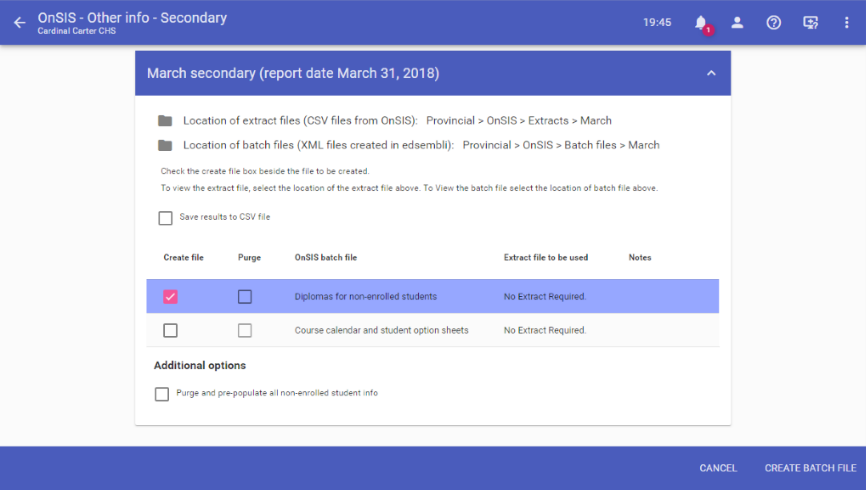 OnSIS - Other info - Secondary
Cardinal Carter CHS
19:45
1
March secondary (report date March 31, 2018)
Location of extract files (CSV files from OnSIS): Provincial > OnSIS > Extracts > March
Location of batch files (XML files created in edsembli): Provincial > OnSIS > Batch files > March
Check the create file box beside the file to be created.
To view the extract file, select the location of the extract file above. To View the batch file select the location of batch file above.
Save results to CSV file
Create file Purge OnSIS batch file Extract file to be used Notes
Diplomas for non-enrolled students No Extract Required.
Course calendar and student option sheets No Extract Required.
Additional options
Purge and pre-populate all non-enrolled student info
CANCEL CREATE BATCH FILE